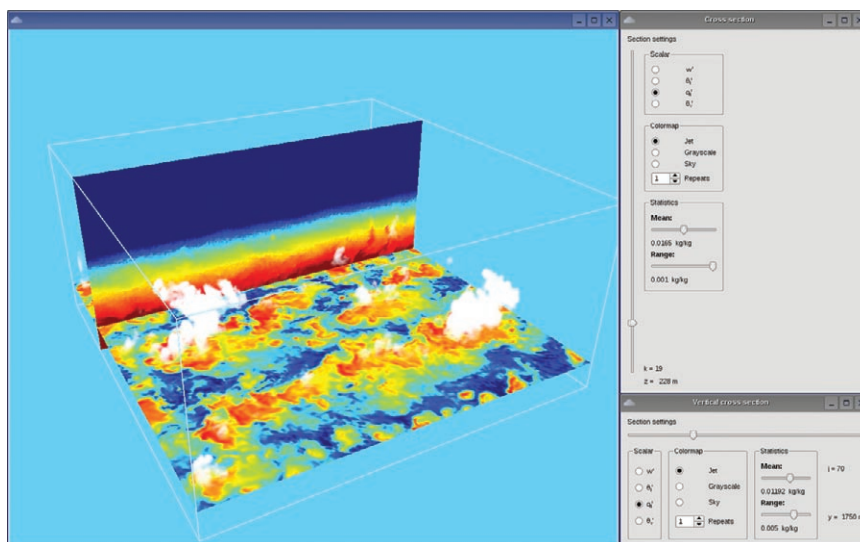 Cross section
Section settings
Scalar
w'
θₗ'
qₜ'
θᵥ'
Colormap
Jet
Grayscale
Sky
1 Repeats
Statistics
Mean:
0.0165 kg/kg
Range:
0.001 kg/kg
k = 19
z = 228 m
Vertical cross section
Section settings
Scalar
w'
θₗ'
qₜ'
θᵥ'
Colormap
Jet
Grayscale
Sky
1 Repeats
Statistics
Mean:
0.01192 kg/kg
Range:
0.005 kg/kg
j = 70
y = 1750